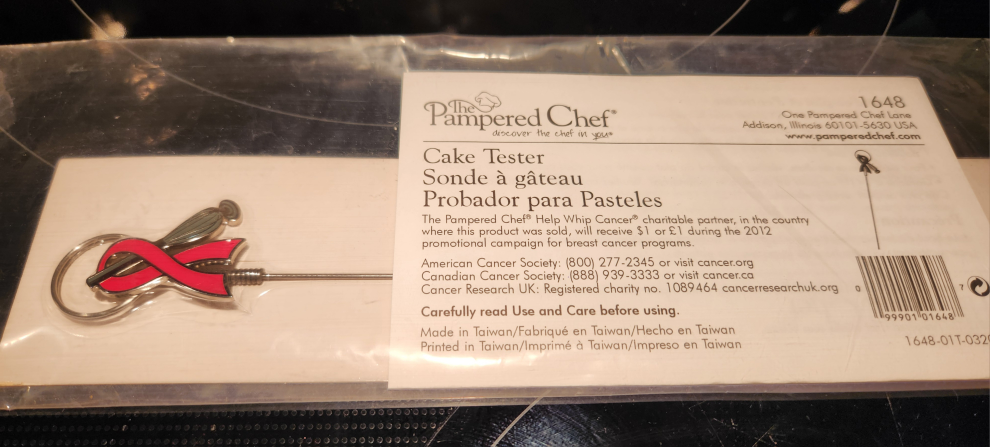 The
Pampered Chef®
discover the chef in you®
1648
One Pampered Chef Lane
Addison, Illinois 60101-5630 USA
www.pamperedchef.com
Cake Tester
Sonde à gâteau
Probador para Pasteles
The Pampered Chef® Help Whip Cancer® charitable partner, in the country
where this product was sold, will receive $1 or £1 during the 2012
promotional campaign for breast cancer programs.
American Cancer Society: (800) 277-2345 or visit cancer.org
Canadian Cancer Society: (888) 939-3333 or visit cancer.ca
Cancer Research UK: Registered charity no. 1089464 cancerresearchuk.org
Carefully read Use and Care before using.
Made in Taiwan/Fabriqué en Taiwan/Hecho en Taiwan
Printed in Taiwan/Imprimé à Taiwan/Impreso en Taiwan
0 99901 01648 7
1648-01T-0320